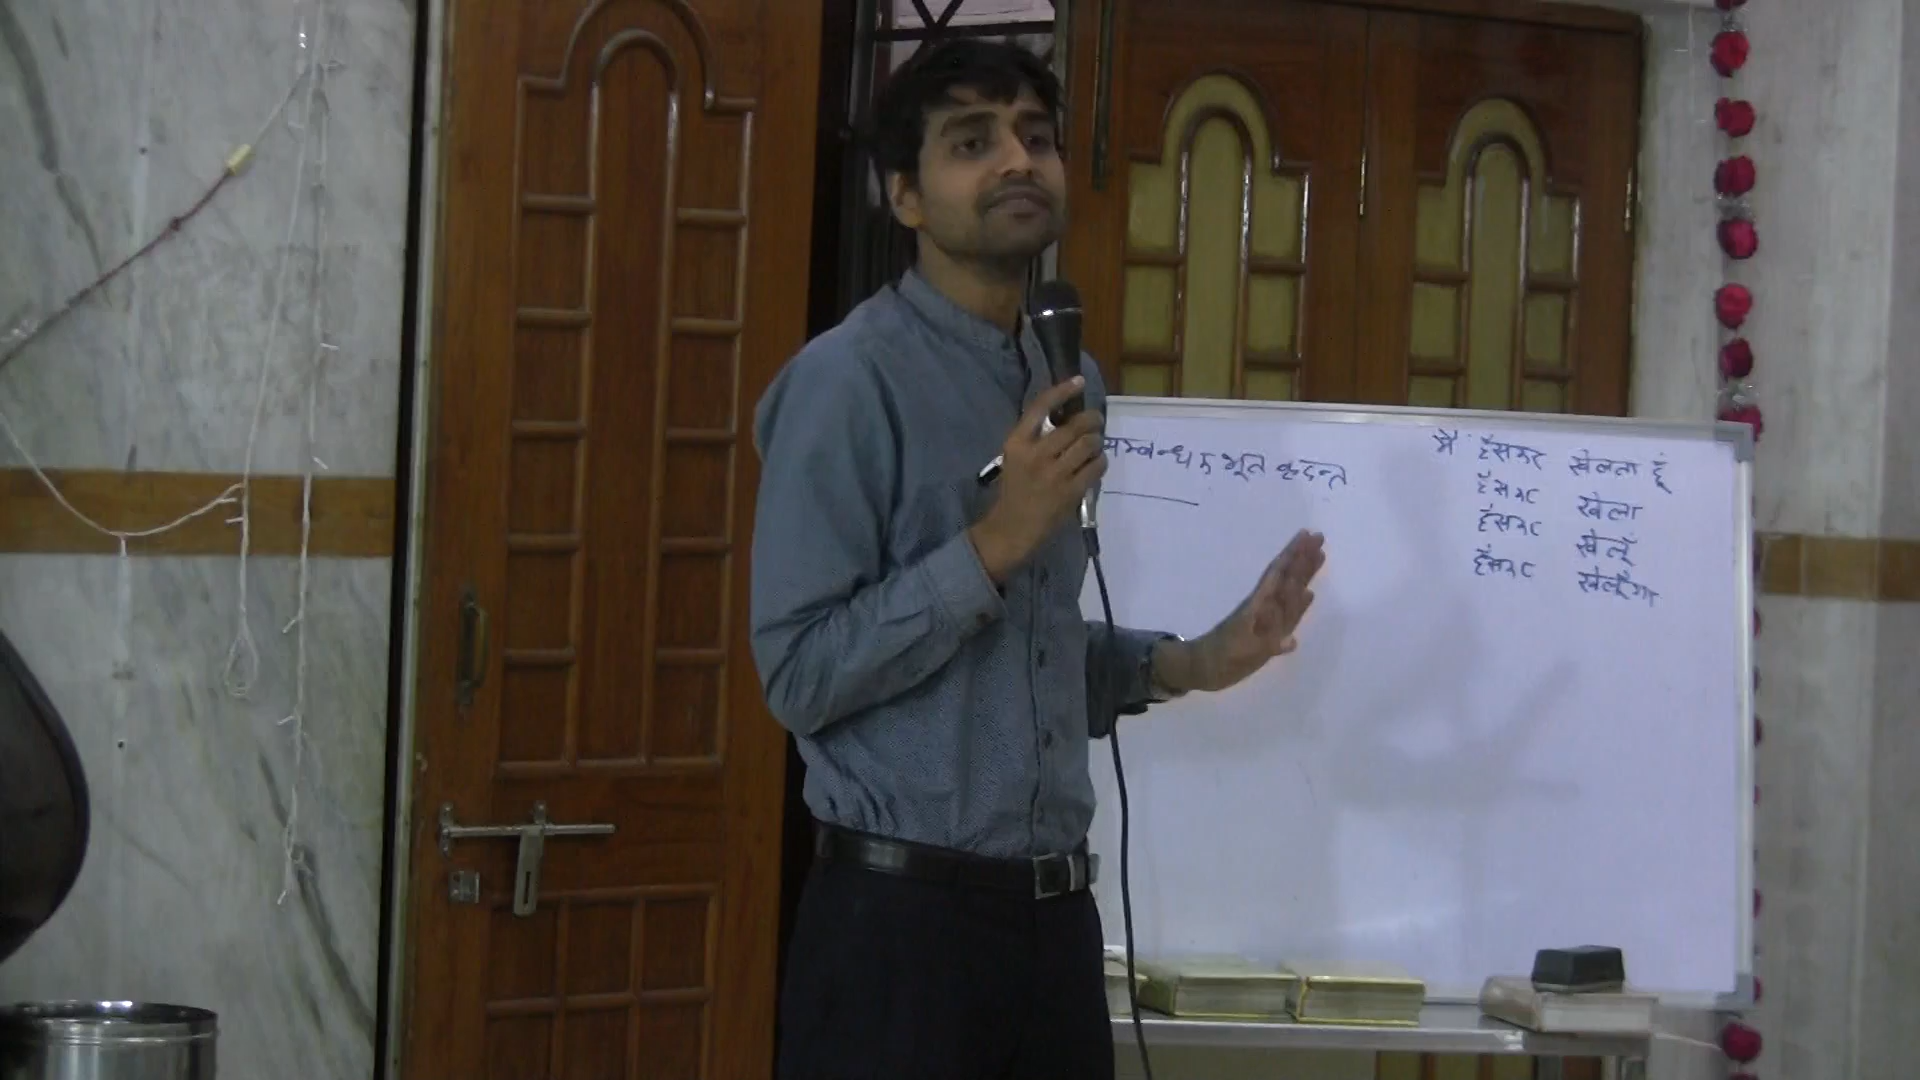 सम्बन्धक भूत कृदन्त
मैं हँसकर खेलता हूं
हँसकर खेला
हँसकर खेलूँ
हँसकर खेलूँगा